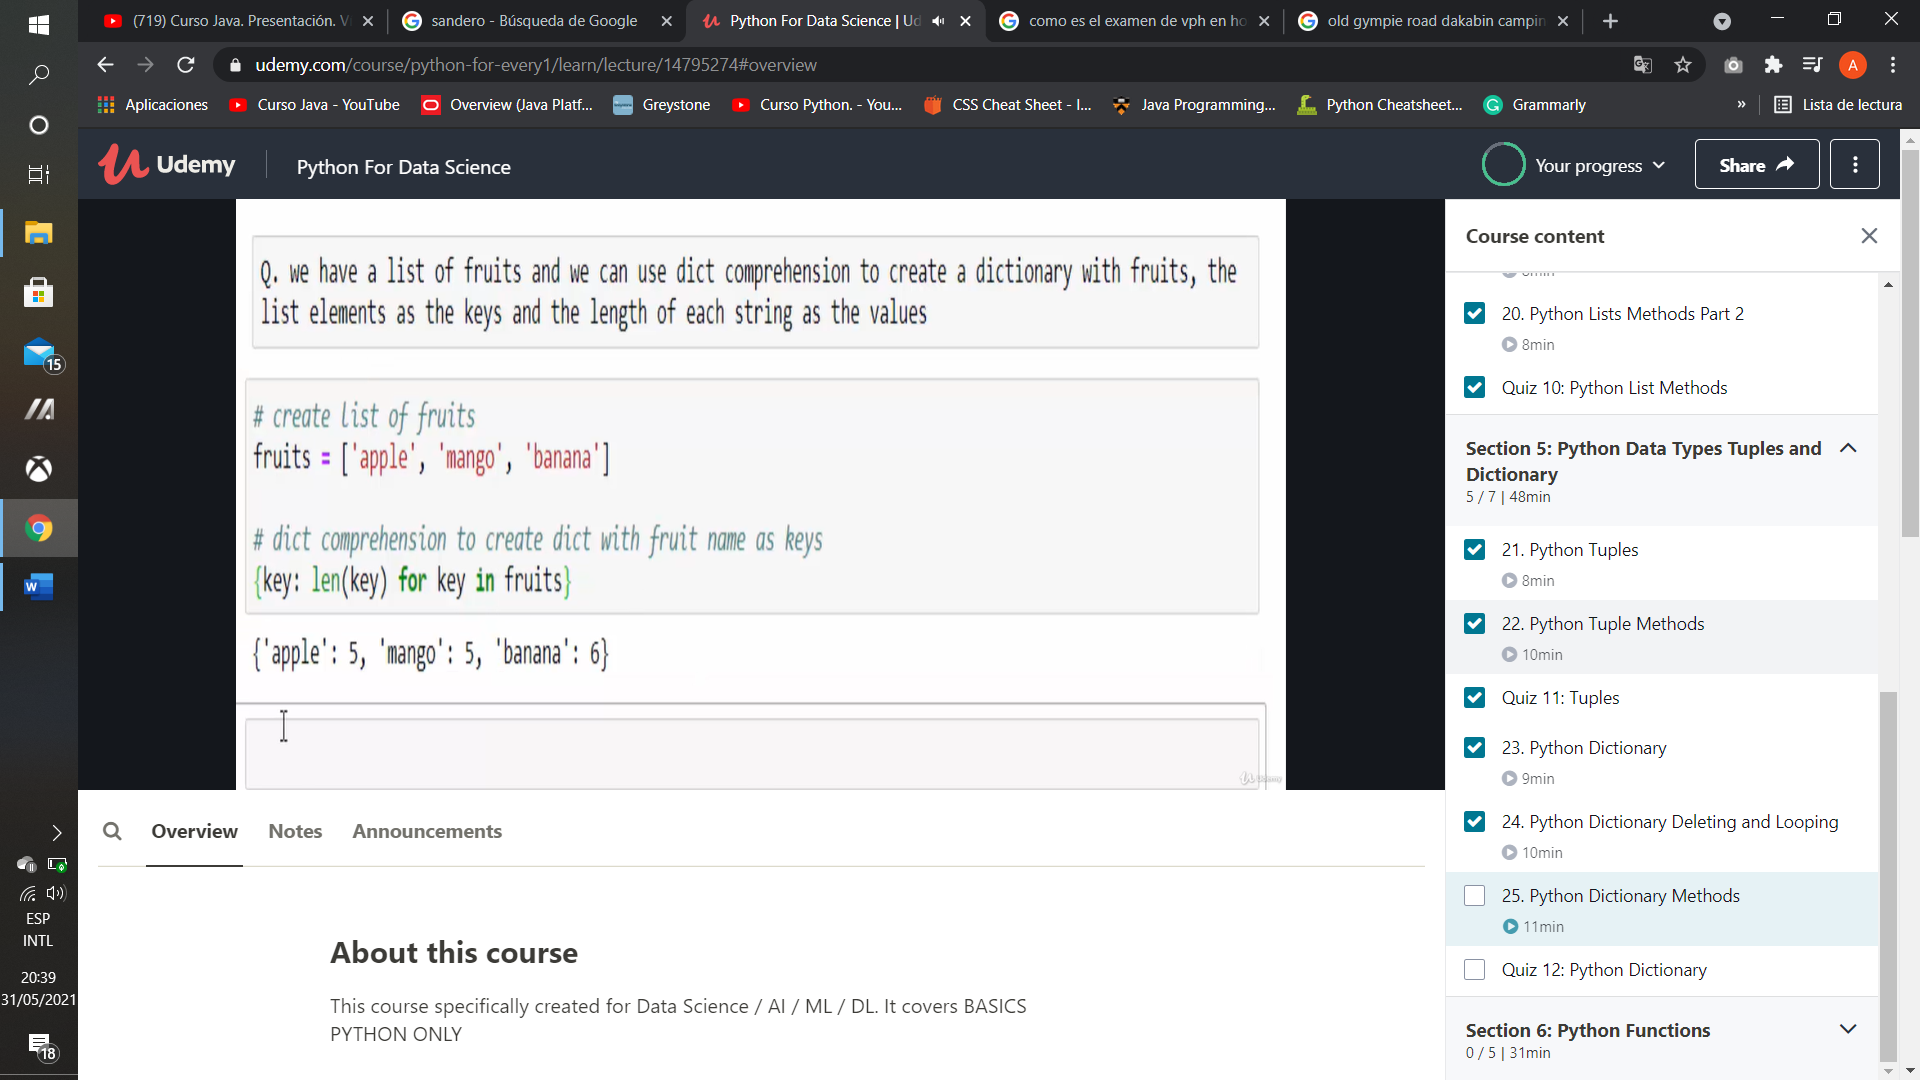 (719) Curso Java. Presentación. V
sandero - Búsqueda de Google
Python For Data Science | Ud
como es el examen de vph en ho
old gympie road dakabin campin
udemy.com/course/python-for-every1/learn/lecture/14795274#overview
A
Aplicaciones
Curso Java - YouTube
Overview (Java Platf...
Greystone
Curso Python. - You...
CSS Cheat Sheet - I...
Java Programming...
Python Cheatsheet...
Grammarly
»
Lista de lectura
Udemy
Python For Data Science
Your progress
Share
Q. we have a list of fruits and we can use dict comprehension to create a dictionary with fruits, the
list elements as the keys and the length of each string as the values
# create list of fruits
fruits = ['apple', 'mango', 'banana']
# dict comprehension to create dict with fruit name as keys
{key: len(key) for key in fruits}
{'apple': 5, 'mango': 5, 'banana': 6}
Udemy
Course content
20. Python Lists Methods Part 2
8min
Quiz 10: Python List Methods
Section 5: Python Data Types Tuples and
Dictionary
5 / 7 | 48min
21. Python Tuples
8min
22. Python Tuple Methods
10min
Quiz 11: Tuples
23. Python Dictionary
9min
24. Python Dictionary Deleting and Looping
10min
25. Python Dictionary Methods
11min
Quiz 12: Python Dictionary
Section 6: Python Functions
0 / 5 | 31min
Overview
Notes
Announcements
About this course
This course specifically created for Data Science / AI / ML / DL. It covers BASICS
PYTHON ONLY
15
W
ESP
INTL
20:39
31/05/2021
18